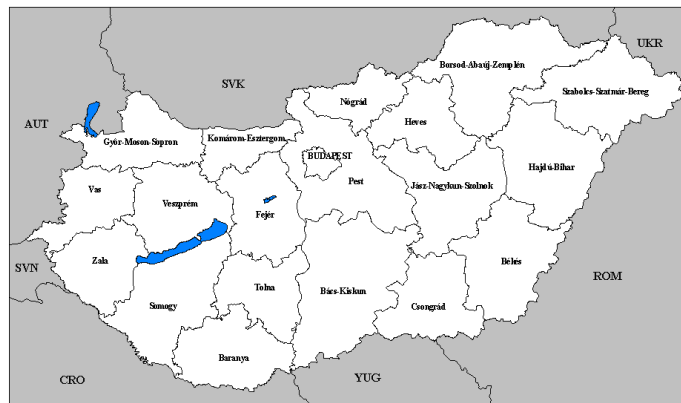 UKR
SVK
Borsod-Abaúj-Zemplén
Szabolcs-Szatmár-Bereg
Nógrád
Heves
AUT
Győr-Moson-Sopron
Komárom-Esztergom
BUDAPEST
Pest
Hajdú-Bihar
Jász-Nagykun-Szolnok
Vas
Veszprém
Fejér
SVN
Zala
Békés
ROM
Tolna
Bács-Kiskun
Somogy
Csongrád
Baranya
CRO
YUG